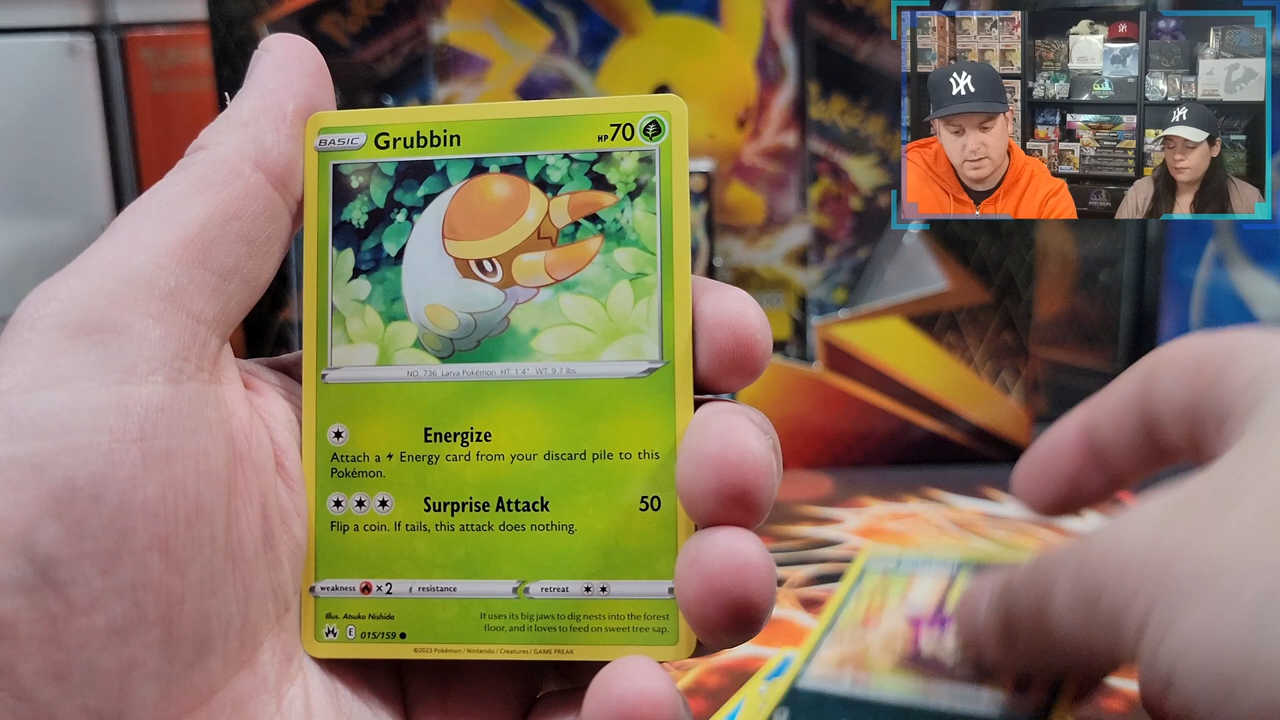 BASIC Grubbin HP 70
NO. 736 Larva Pokémon HT: 1'4" WT: 9.7 lbs.
Energize
Attach a Energy card from your discard pile to this
Pokémon.
Surprise Attack 50
Flip a coin. If tails, this attack does nothing.
weakness ×2 resistance retreat
Illus. Atsuko Nishida
It uses its big jaws to dig nests into the forest
floor, and it loves to feed on sweet tree sap.
E 015/159
©2023 Pokémon / Nintendo / Creatures / GAME FREAK